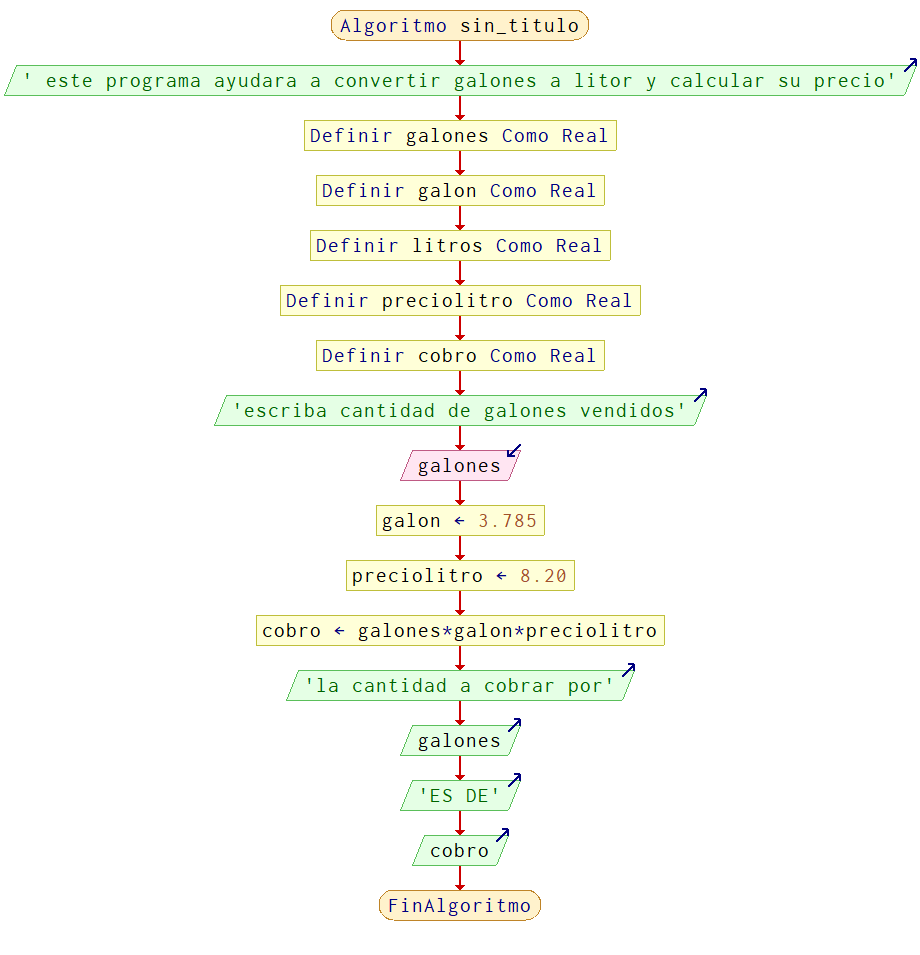 Algoritmo sin_titulo
' este programa ayudara a convertir galones a litor y calcular su precio'
Definir galones Como Real
Definir galon Como Real
Definir litros Como Real
Definir preciolitro Como Real
Definir cobro Como Real
'escriba cantidad de galones vendidos'
galones
galon ← 3.785
preciolitro ← 8.20
cobro ← galones*galon*preciolitro
'la cantidad a cobrar por'
galones
'ES DE'
cobro
FinAlgoritmo